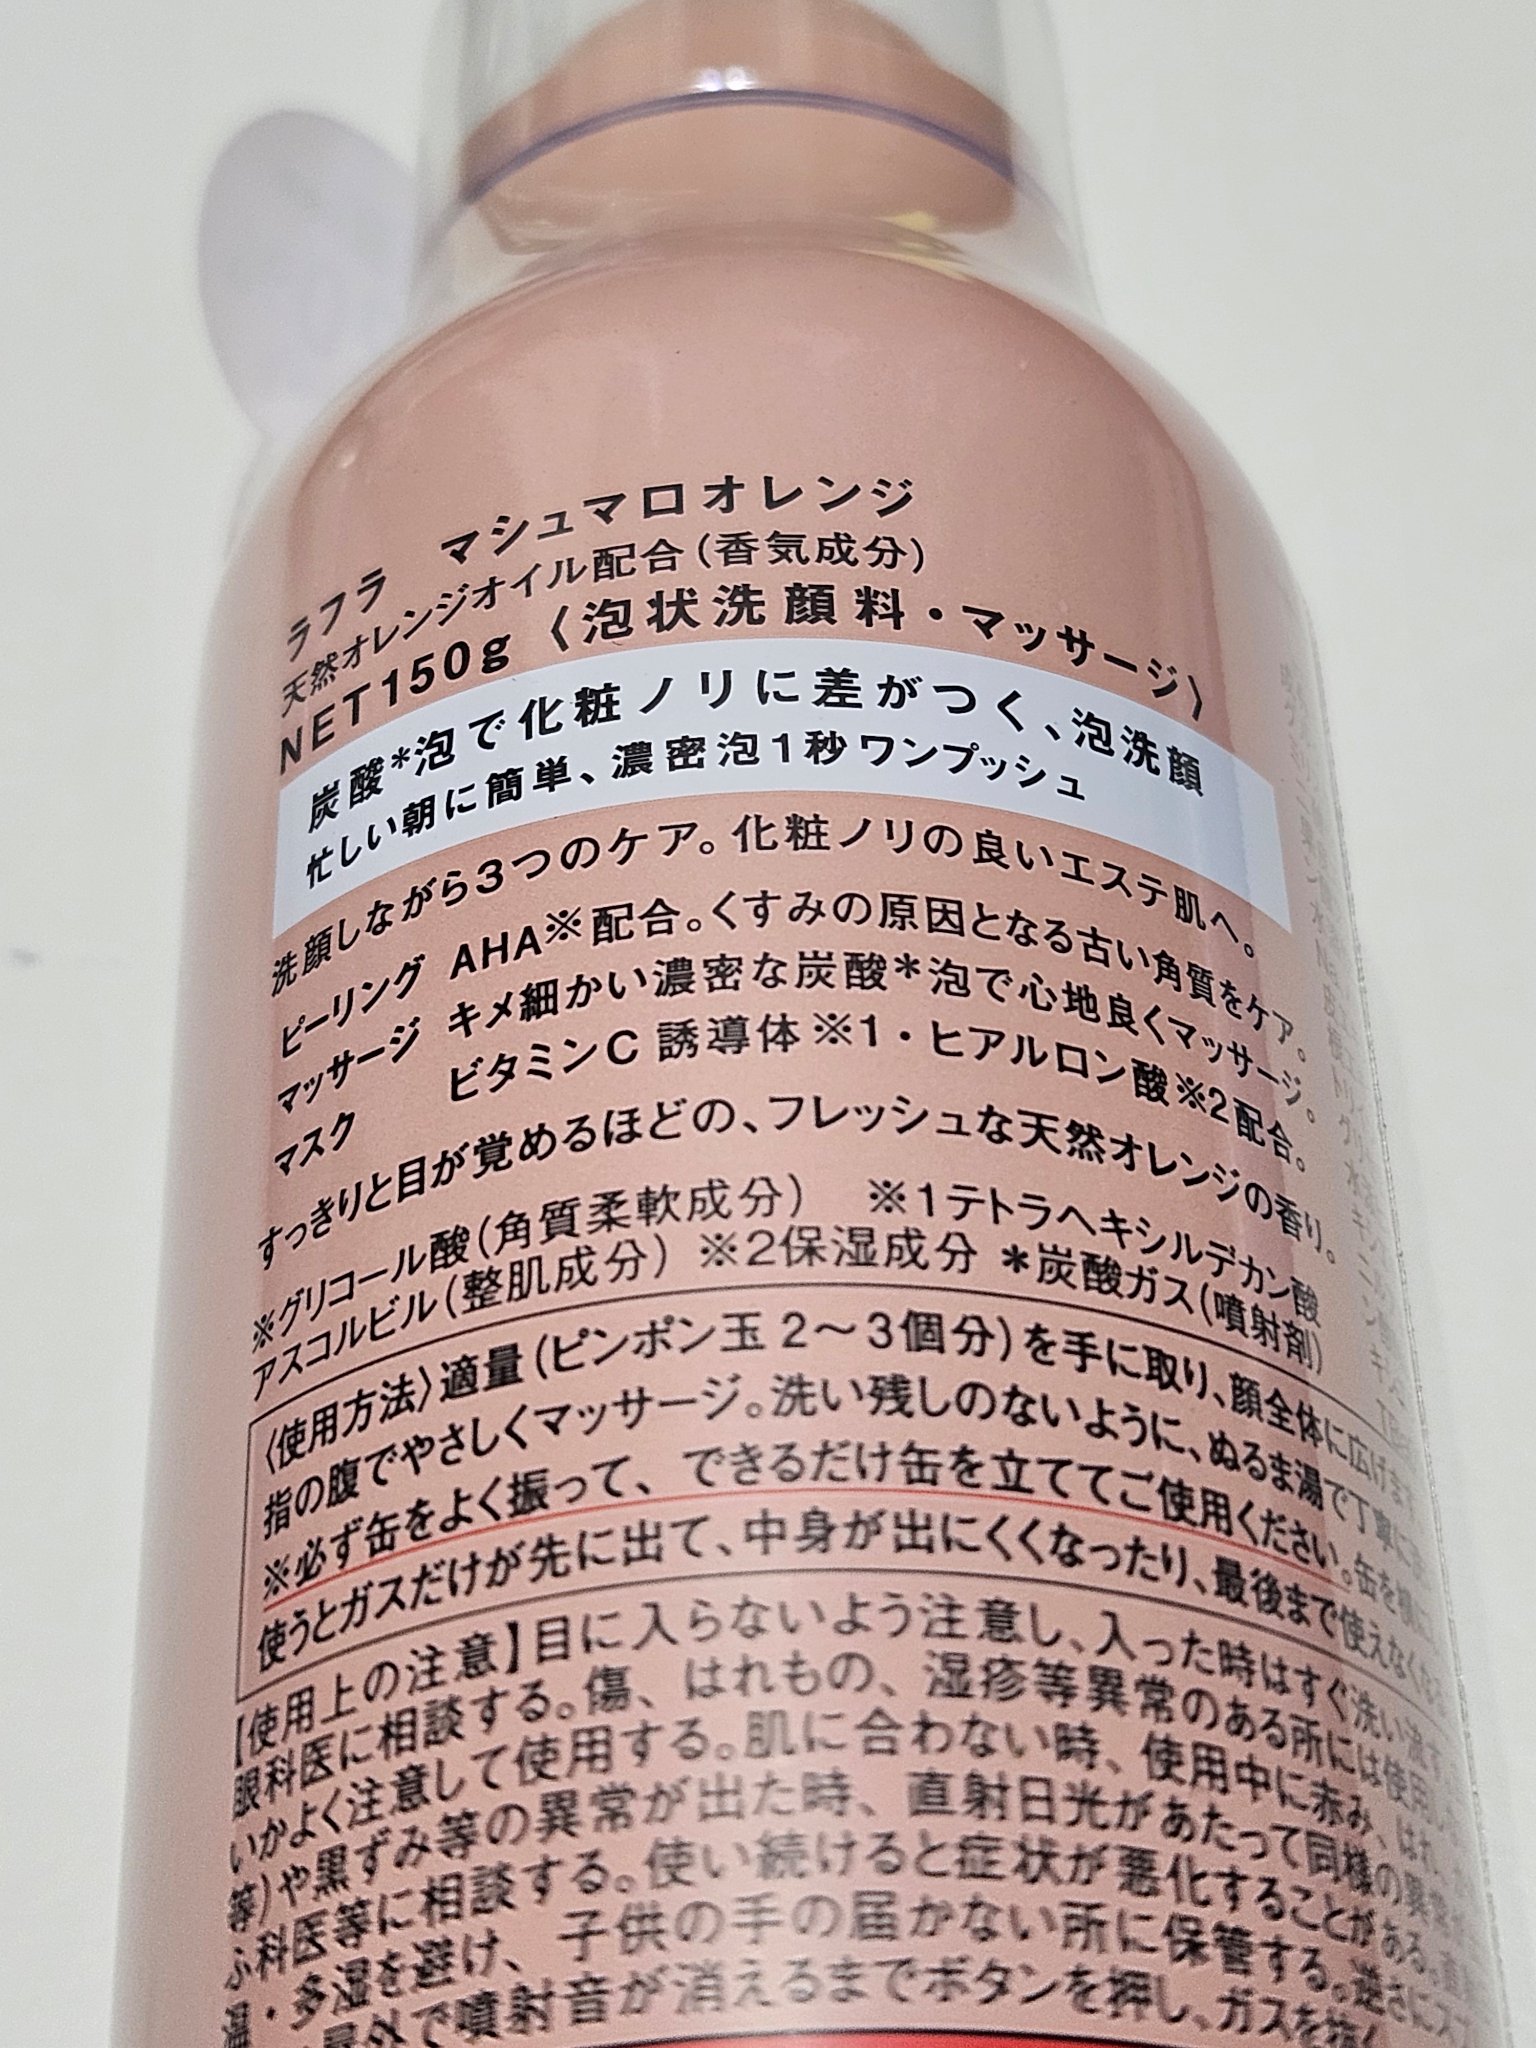 ラフラ マシュマロオレンジ
天然オレンジオイル配合(香気成分)
NET150g 〈泡状洗顔料・マッサージ〉
炭酸*泡で化粧ノリに差がつく、泡洗顔
忙しい朝に簡単、濃密泡1秒ワンプッシュ
洗顔しながら3つのケア。化粧ノリの良いエステ肌へ。
ピーリング AHA※配合。くすみの原因となる古い角質をケア。
マッサージ キメ細かい濃密な炭酸*泡で心地良くマッサージ。
マスク ビタミンC誘導体※1・ヒアルロン酸※2配合。
すっきりと目が覚めるほどの、フレッシュな天然オレンジの香り。
※グリコール酸(角質柔軟成分) ※1テトラヘキシルデカン酸
アスコルビル(整肌成分) ※2保湿成分 *炭酸ガス(噴射剤)
〈使用方法〉適量(ピンポン玉2〜3個分)を手に取り、顔全体に広げます
指の腹でやさしくマッサージ。洗い残しのないように、ぬるま湯で丁寧に
※必ず缶をよく振って、できるだけ缶を立ててご使用ください。缶を横に
使うとガスだけが先に出て、中身が出にくくなったり、最後まで使えなく
【使用上の注意】目に入らないよう注意し、入った時はすぐ洗い流す
眼科医に相談する。傷、はれもの、湿疹等異常のある所には使用
いかよく注意して使用する。肌に合わない時、使用中に赤み、はれ
等)や黒ずみ等の異常が出た時、直射日光があたって同様の異常
ふ科医等に相談する。使い続けると症状が悪化することがある。
温・多湿を避け、子供の手の届かない所に保管する。逆さに
外で噴射音が消えるまでボタンを押し、ガスを抜く